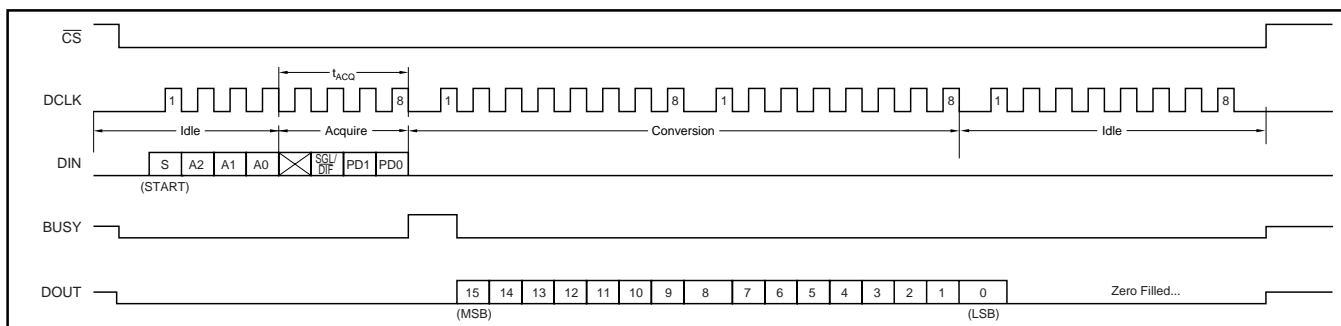 CS
tACQ
DCLK 1 8 1 8 1 8 1 8
Idle Acquire Conversion Idle
DIN S A2 A1 A0 SGL/DIF PD1 PD0
(START)
BUSY
DOUT 15 14 13 12 11 10 9 8 7 6 5 4 3 2 1 0 Zero Filled...
(MSB) (LSB)